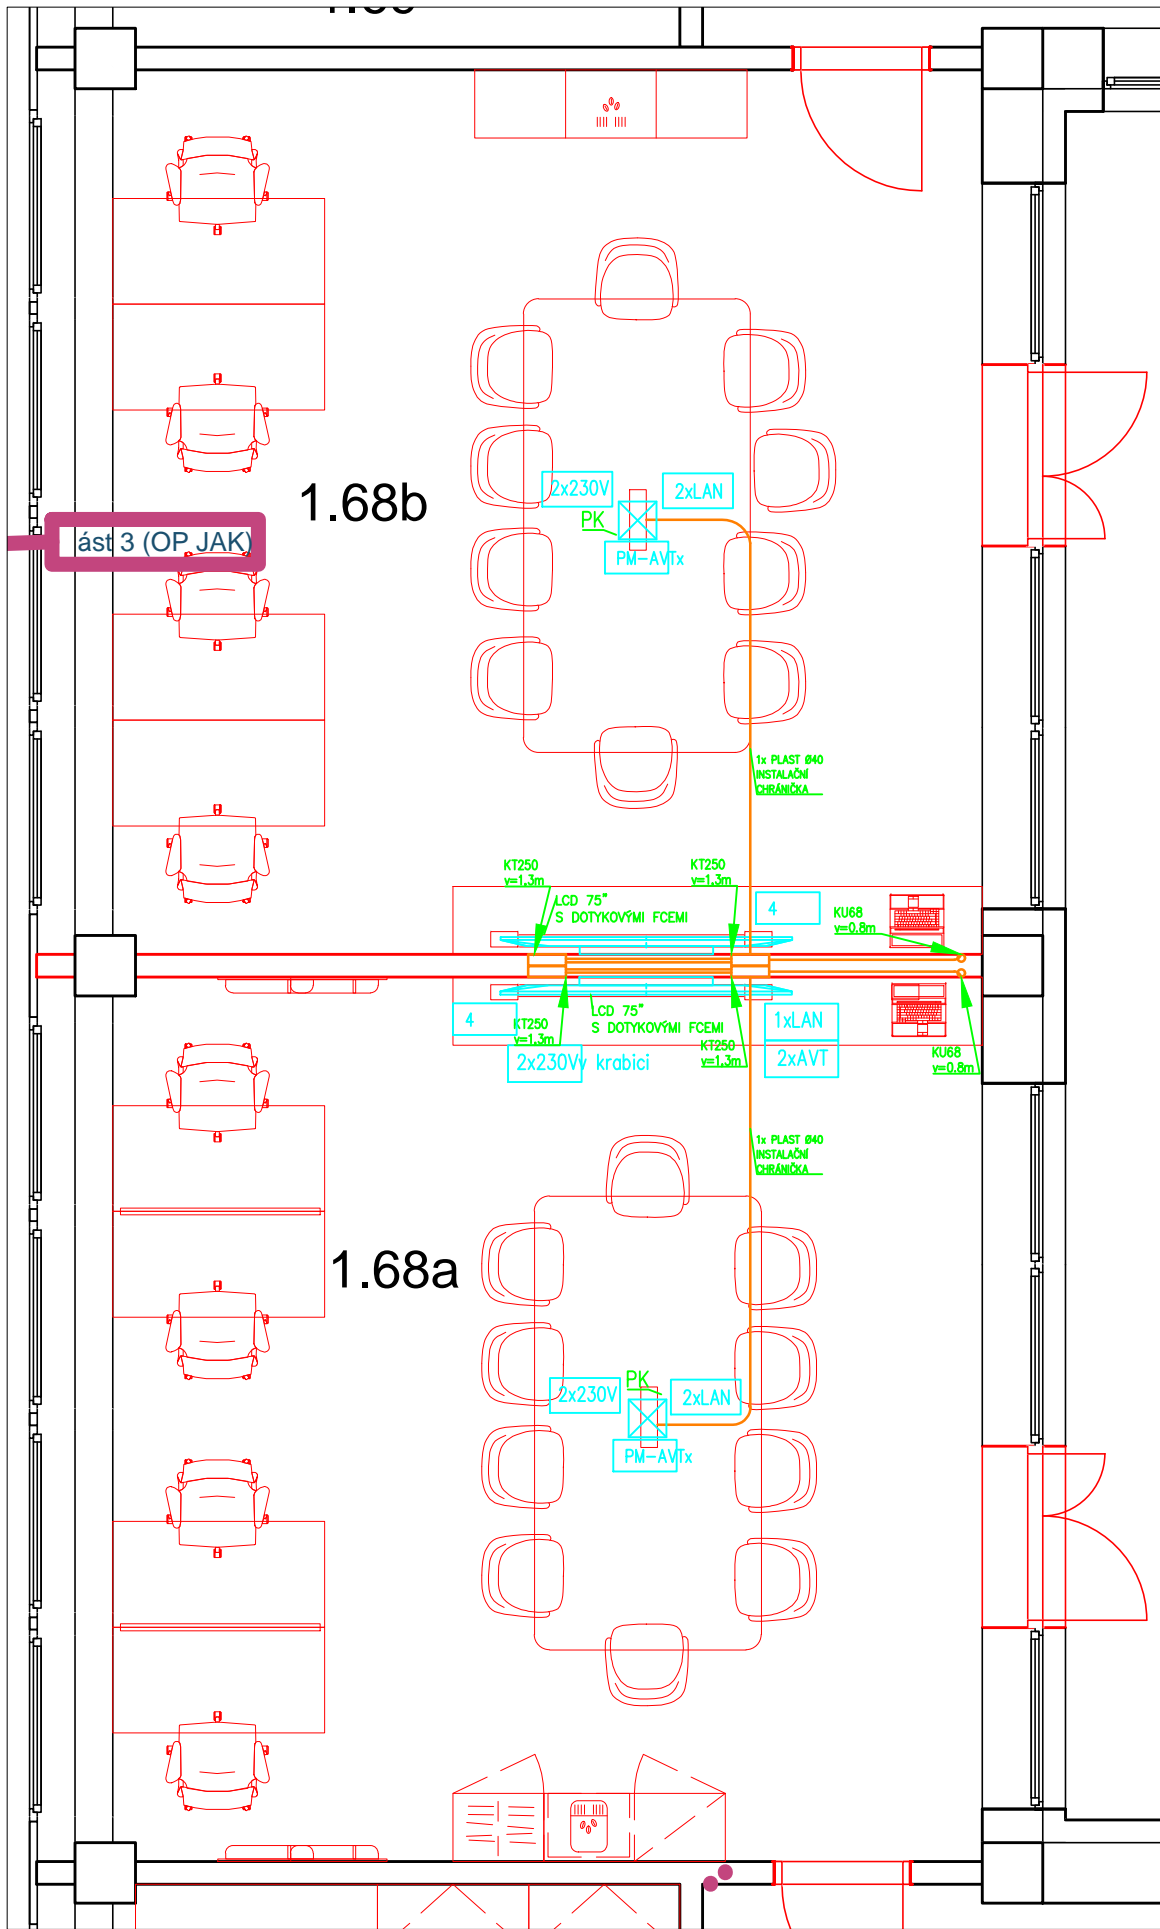 1.68b
2x230V
2xLAN
PK
PM-AVTx
ást 3 (OP JAK)
1x PLAST Ø40
INSTALAČNÍ
CHRÁNIČKA
KT250
v=1,3m
KT250
v=1,3m
LCD 75"
S DOTYKOVÝMI FCEMI
4
KU68
v=0.8m
4
LCD 75"
S DOTYKOVÝMI FCEMI
KT250
v=1,3m
1xLAN
2x230Vv krabici
KT250
v=1,3m
2xAVT
KU68
v=0.8m
1x PLAST Ø40
INSTALAČNÍ
CHRÁNIČKA
1.68a
2x230V
PK
2xLAN
PM-AVTx